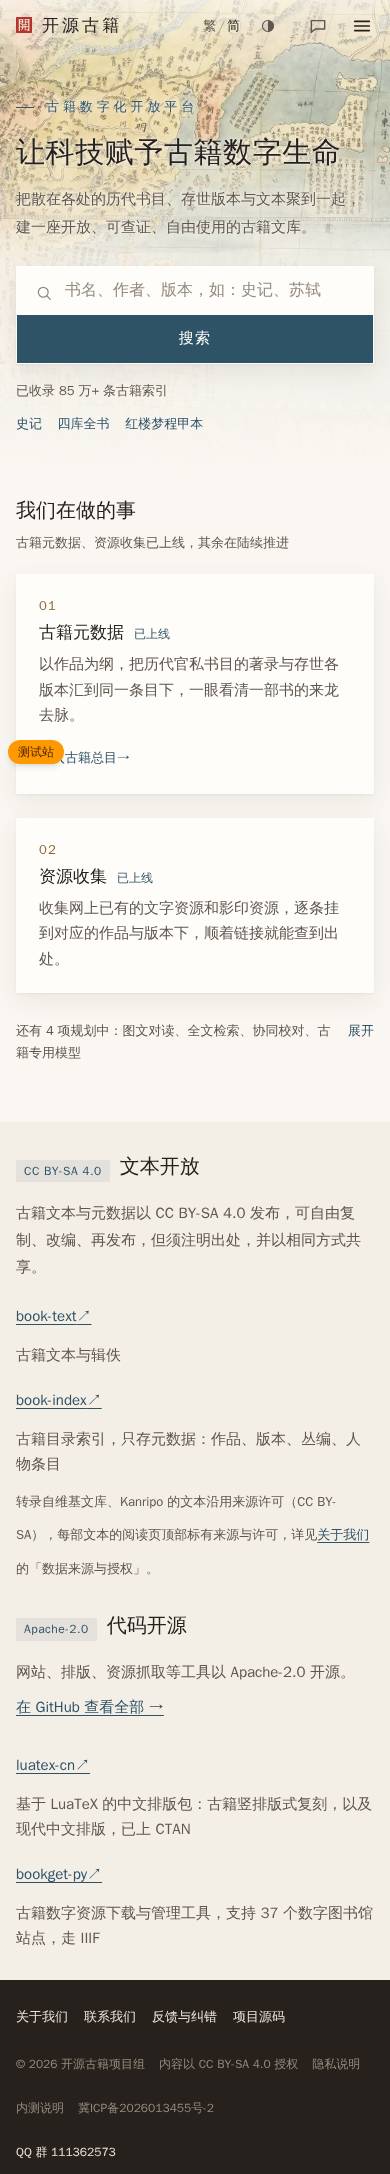 開 开源古籍 繁/简
古籍数字化开放平台
让科技赋予古籍数字生命
把散在各处的历代书目、存世版本与文本聚到一起，
建一座开放、可查证、自由使用的古籍文库。
书名、作者、版本，如：史记、苏轼
搜索
已收录 85 万+ 条古籍索引
史记 四库全书 红楼梦程甲本
我们在做的事
古籍元数据、资源收集已上线，其余在陆续推进
01
古籍元数据 已上线
以作品为纲，把历代官私书目的著录与存世各
版本汇到同一条目下，一眼看清一部书的来龙
去脉。
测试站
古籍总目→
02
资源收集 已上线
收集网上已有的文字资源和影印资源，逐条挂
到对应的作品与版本下，顺着链接就能查到出
处。
还有 4 项规划中：图文对读、全文检索、协同校对、古 展开
籍专用模型
CC BY-SA 4.0 文本开放
古籍文本与元数据以 CC BY-SA 4.0 发布，可自由复
制、改编、再发布，但须注明出处，并以相同方式共
享。
book-text↗
古籍文本与辑佚
book-index↗
古籍目录索引，只存元数据：作品、版本、丛编、人
物条目
转录自维基文库、Kanripo 的文本沿用来源许可（CC BY-
SA），每部文本的阅读页顶部标有来源与许可，详见关于我们
的「数据来源与授权」。
Apache-2.0 代码开源
网站、排版、资源抓取等工具以 Apache-2.0 开源。
在 GitHub 查看全部 →
luatex-cn↗
基于 LuaTeX 的中文排版包：古籍竖排版式复刻，以及
现代中文排版，已上 CTAN
bookget-py↗
古籍数字资源下载与管理工具，支持 37 个数字图书馆
站点，走 IIIF
关于我们 联系我们 反馈与纠错 项目源码
© 2026 开源古籍项目组 内容以 CC BY-SA 4.0 授权 隐私说明
内测说明 冀ICP备2026013455号-2
QQ 群 111362573